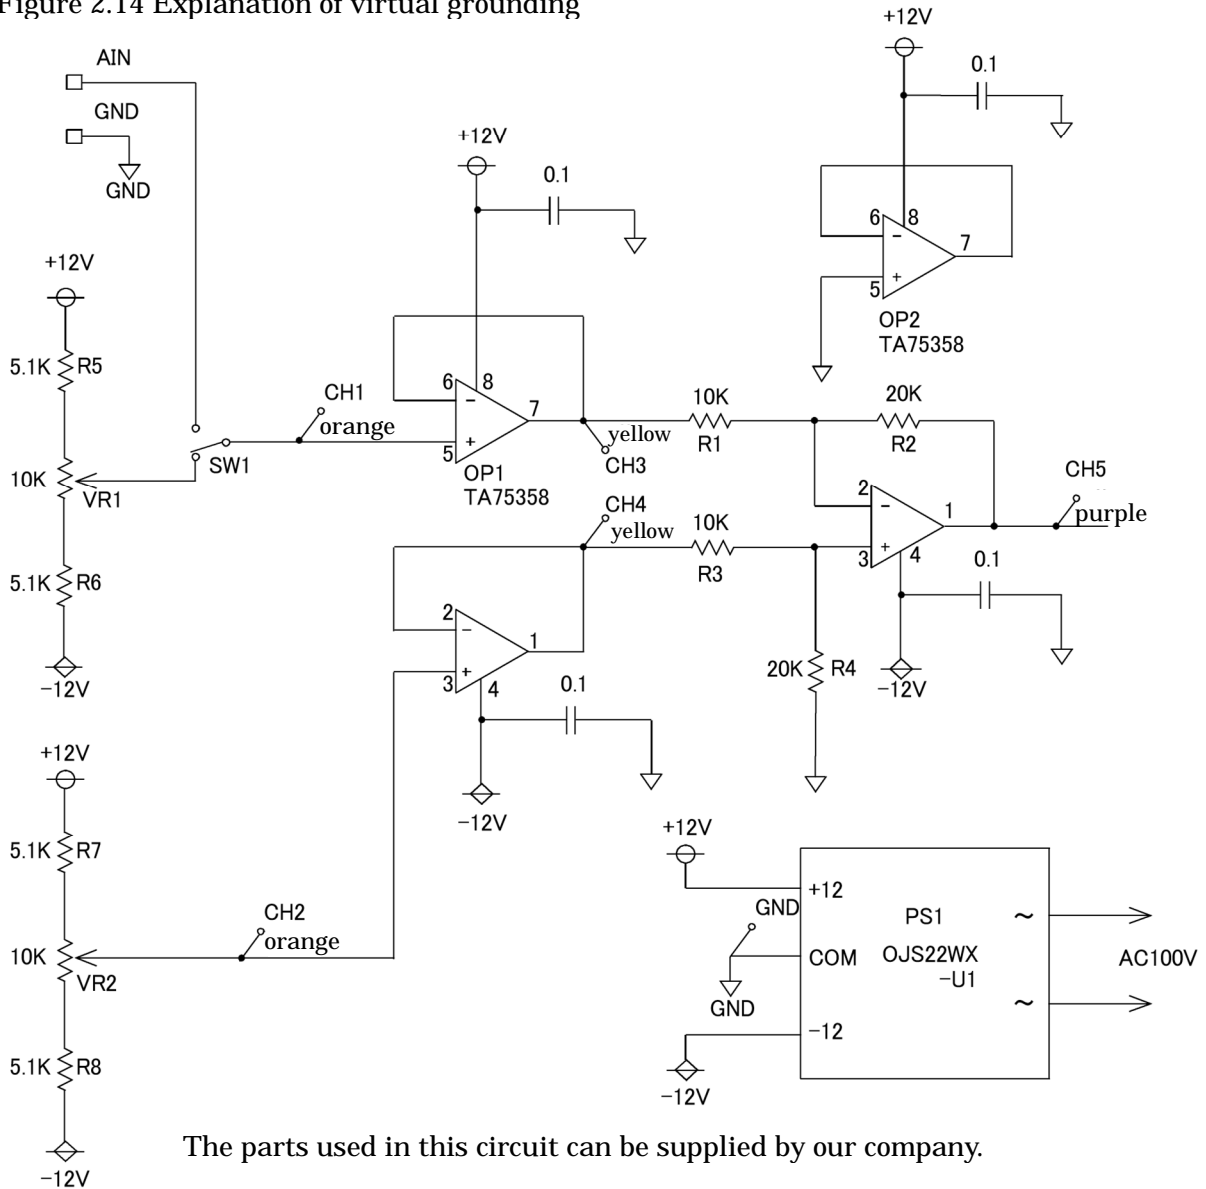 Figure 2.14 Explanation of virtual grounding
+12V
AIN
0.1
GND
+12V
GND
0.1
6
8
7
+12V
5
OP2
TA75358
5.1K
R5
6
8
CH1
orange
7
10K
20K
yellow
R1
R2
5
CH3
SW1
OP1
TA75358
CH5
10K
VR1
CH4
yellow
10K
2
1
purple
R3
3
4
0.1
5.1K
R6
2
1
20K
R4
-12V
-12V
3
4
0.1
+12V
-12V
+12V
5.1K
R7
+12
GND
PS1
~
CH2
orange
10K
COM
OJS22WX
-U1
AC100V
VR2
GND
~
-12
5.1K
R8
-12V
The parts used in this circuit can be supplied by our company.
-12V